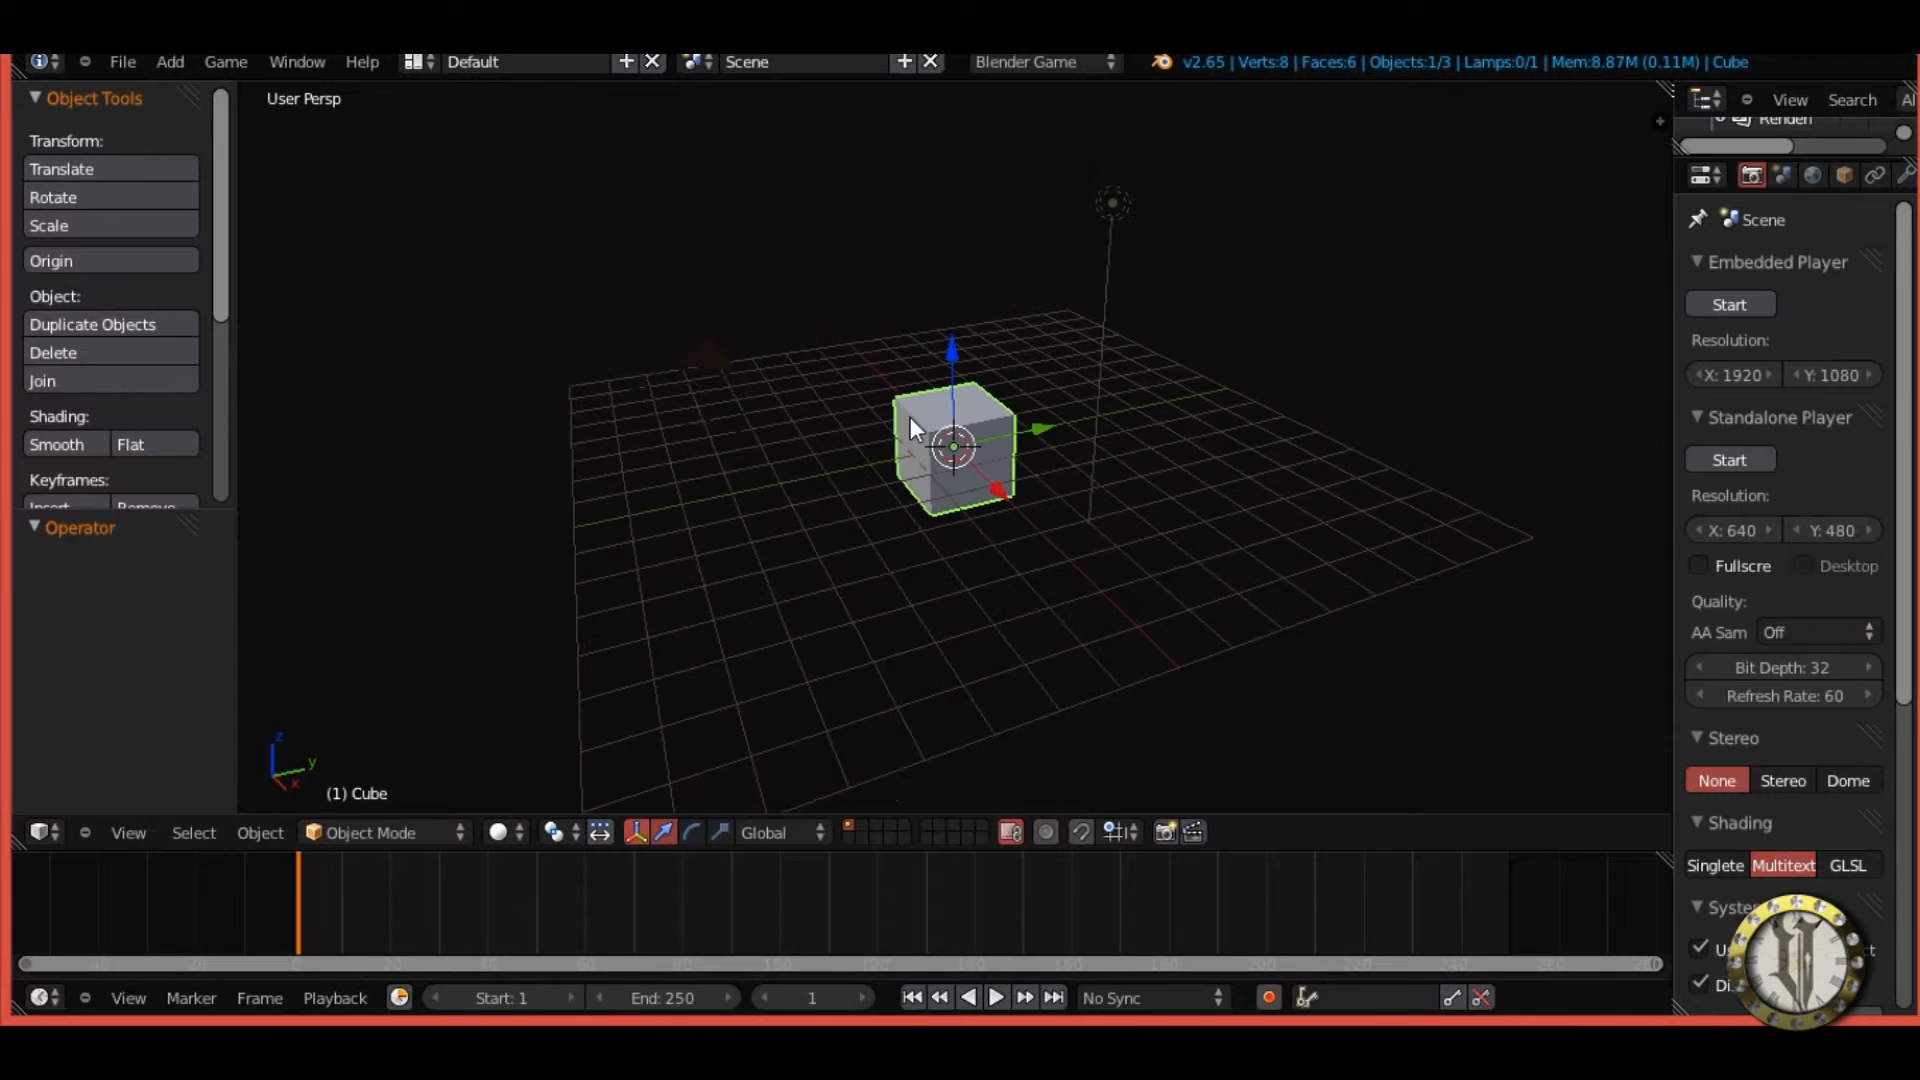 File Add Game Window Help Default Scene Blender Game v2.65 | Verts:8 | Faces:6 | Objects:1/3 | Lamps:0/1 | Mem:8.87M (0.11M) | Cube
Object Tools
Transform:
Translate
Rotate
Scale
Origin
Object:
Duplicate Objects
Delete
Join
Shading:
Smooth Flat
Keyframes:
Insert Remove
Operator
User Persp
z
y
x
(1) Cube
View Search Al
Render
Scene
Embedded Player
Start
Resolution:
X: 1920 Y: 1080
Standalone Player
Start
Resolution:
X: 640 Y: 480
Fullscre Desktop
Quality:
AA Sam Off
Bit Depth: 32
Refresh Rate: 60
Stereo
None Stereo Dome
Shading
Singlete Multitext GLSL
Syste
View Select Object Object Mode Global
View Marker Frame Playback Start: 1 End: 250 1 No Sync